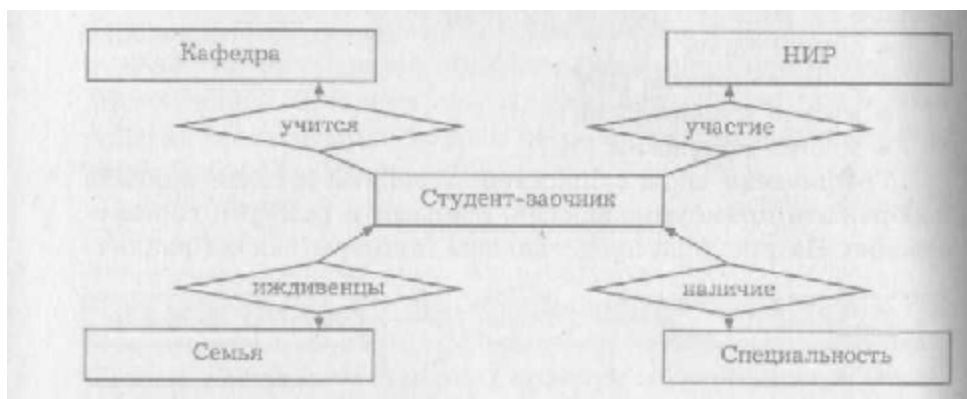 Кафедра
НИР
учится
участие
Студент-заочник
иждивенцы
наличие
Семья
Специальность